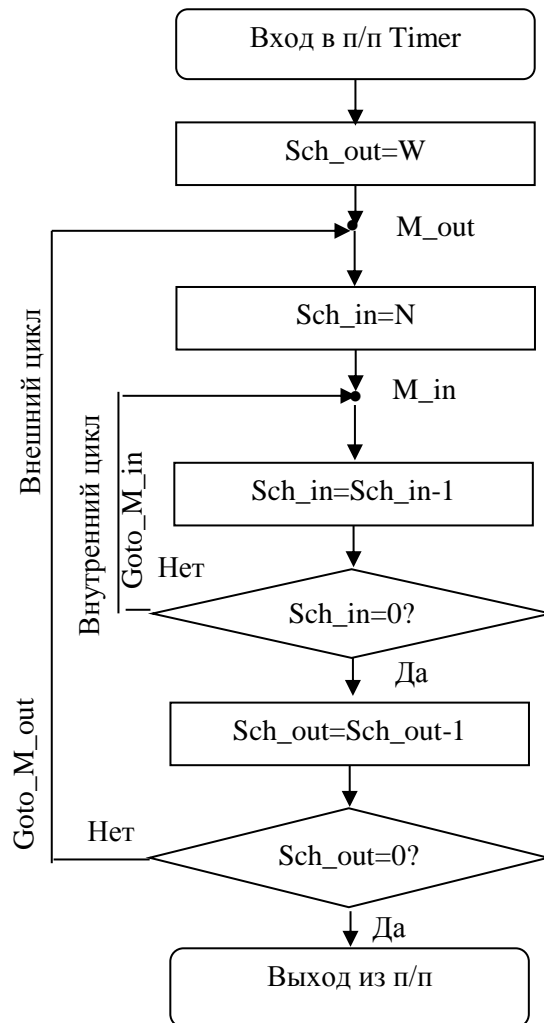 Вход в п/п Timer
Sch_out=W
M_out
Sch_in=N
M_in
Внешний цикл
Внутренний цикл
Goto_M_in
Sch_in=Sch_in-1
Нет
Sch_in=0?
Да
Sch_out=Sch_out-1
Goto_M_out
Нет
Sch_out=0?
Да
Выход из п/п